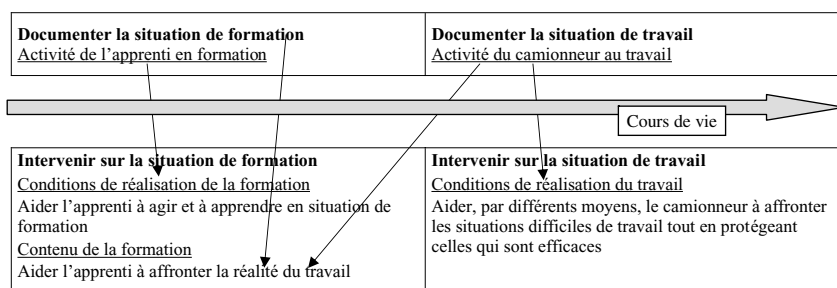 Documenter la situation de formation
Activité de l'apprenti en formation
Documenter la situation de travail
Activité du camionneur au travail
Cours de vie
Intervenir sur la situation de formation
Conditions de réalisation de la formation
Aider l'apprenti à agir et à apprendre en situation de
formation
Contenu de la formation
Aider l'apprenti à affronter la réalité du travail
Intervenir sur la situation de travail
Conditions de réalisation du travail
Aider, par différents moyens, le camionneur à affronter
les situations difficiles de travail tout en protégeant
celles qui sont efficaces